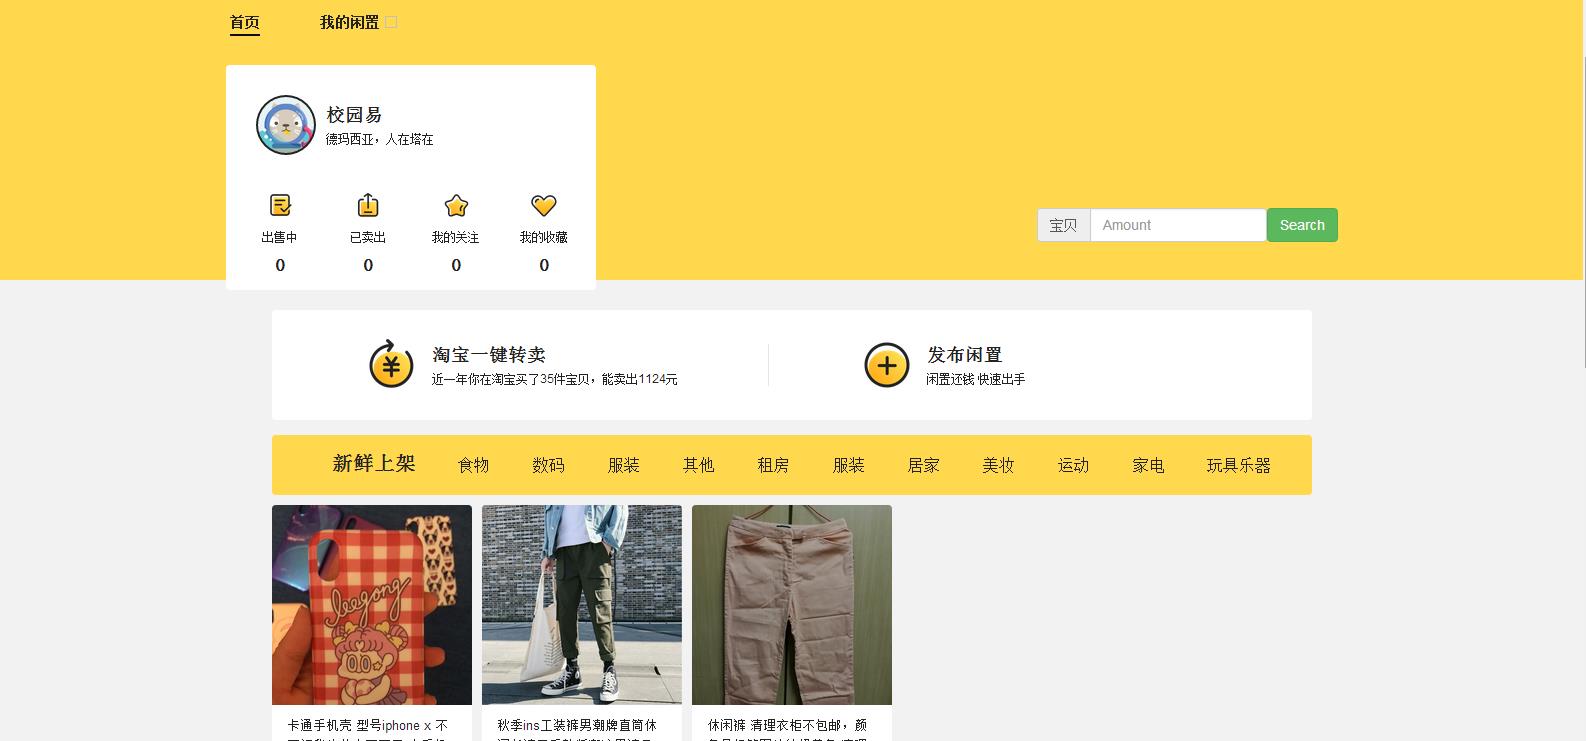 首页 我的闲置
校园易
德玛西亚，人在塔在
出售中 已卖出 我的关注 我的收藏
0 0 0 0
宝贝 Amount Search
淘宝一键转卖 发布闲置
近一年你在淘宝买了35件宝贝，能卖出1124元 闲置还钱 快速出手
新鲜上架 食物 数码 服装 其他 租房 服装 居家 美妆 运动 家电 玩具乐器
leegong
卡通手机壳 型号iphone x 不 秋季ins工装裤男潮牌直筒休 休闲裤 清理衣柜不包邮，颜